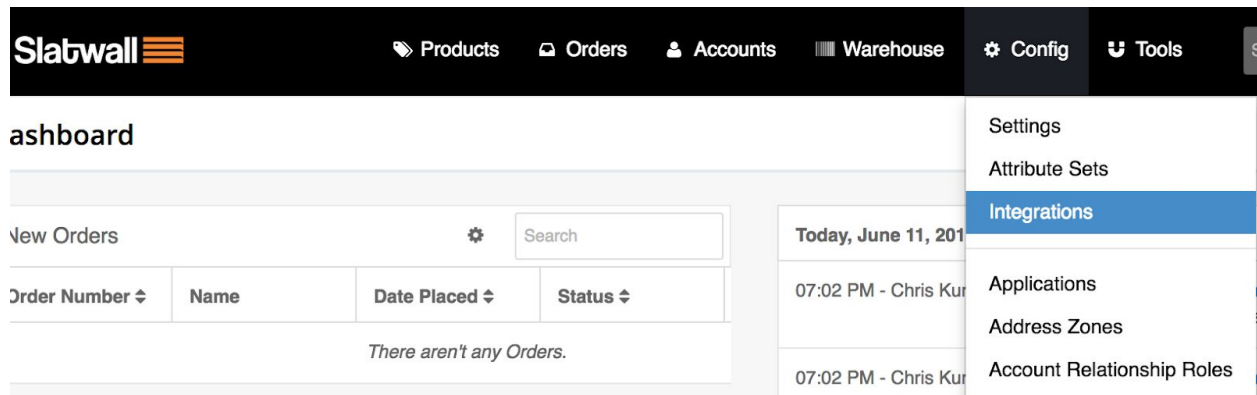 Slatwall Products Orders Accounts Warehouse Config Tools
ashboard
Settings
Attribute Sets
Integrations
Applications
Address Zones
Account Relationship Roles
New Orders Search
Order Number Name Date Placed Status
There aren't any Orders.
Today, June 11, 201
07:02 PM - Chris Kur
07:02 PM - Chris Kur